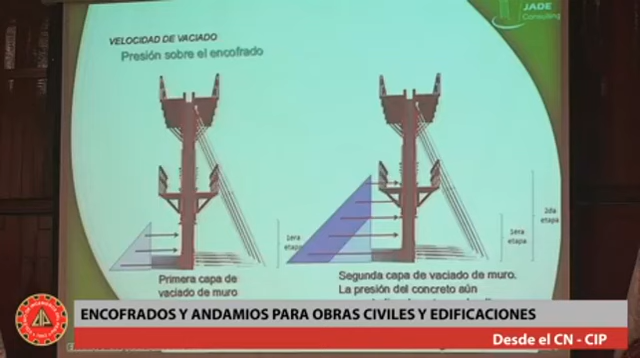 JADE
Consulting
VELOCIDAD DE VACIADO
Presión sobre el encofrado
1era
etapa
2da
etapa
1era
etapa
Primera capa de
vaciado de muro
Segunda capa de vaciado de muro.
La presión del concreto aún
ENCOFRADOS Y ANDAMIOS PARA OBRAS CIVILES Y EDIFICACIONES
Desde el CN - CIP